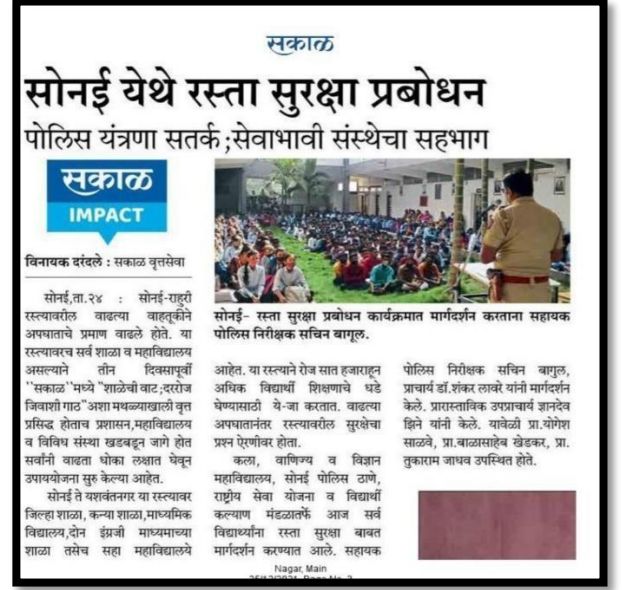 सकाळ
सोनई येथे रस्ता सुरक्षा प्रबोधन
पोलिस यंत्रणा सतर्क;सेवाभावी संस्थेचा सहभाग
सकाळ
IMPACT
विनायक दरंदले : सकाळ वृत्तसेवा
सोनई,ता.२४ : सोनई-राहुरी
रस्त्यावरील वाढत्या वाहतूकीने
अपघाताचे प्रमाण वाढले होते. या
रस्त्यावरच सर्व शाळा व महाविद्यालय
असल्याने तीन दिवसापूर्वी
"सकाळ"मध्ये "शाळेची वाट;दररोज
जिवाशी गाठ"अशा मथळ्याखाली वृत्त
प्रसिद्ध होताच प्रशासन,महाविद्यालय
व विविध संस्था खडबडून जागे होत
सर्वांनी वाढता धोका लक्षात घेवून
उपाययोजना सुरु केल्या आहेत.
सोनई ते यशवंतनगर या रस्त्यावर
जिल्हा शाळा, कन्या शाळा,माध्यमिक
विद्यालय,दोन इंग्रजी माध्यमाच्या
शाळा तसेच सहा महाविद्यालये
सोनई- रस्ता सुरक्षा प्रबोधन कार्यक्रमात मार्गदर्शन करताना सहायक
पोलिस निरीक्षक सचिन बागूल.
आहेत. या रस्त्याने रोज सात हजाराहून
अधिक विद्यार्थी शिक्षणाचे धडे
घेण्यासाठी ये-जा करतात. वाढत्या
अपघातानंतर रस्त्यावरील सुरक्षेचा
प्रश्न ऐरणीवर होता.
कला, वाणिज्य व विज्ञान
महाविद्यालय, सोनई पोलिस ठाणे,
राष्ट्रीय सेवा योजना व विद्यार्थी
कल्याण मंडळातर्फे आज सर्व
विद्यार्थ्यांना रस्ता सुरक्षा बाबत
मार्गदर्शन करण्यात आले. सहायक
पोलिस निरीक्षक सचिन बागुल,
प्राचार्य डॉ.शंकर लावरे यांनी मार्गदर्शन
केले. प्रारास्ताविक उपप्राचार्य ज्ञानदेव
झिने यांनी केले. यावेळी प्रा.योगेश
साळवे, प्रा.बाळासाहेब खेडकर, प्रा.
तुकाराम जाधव उपस्थित होते.
Nagar, Main